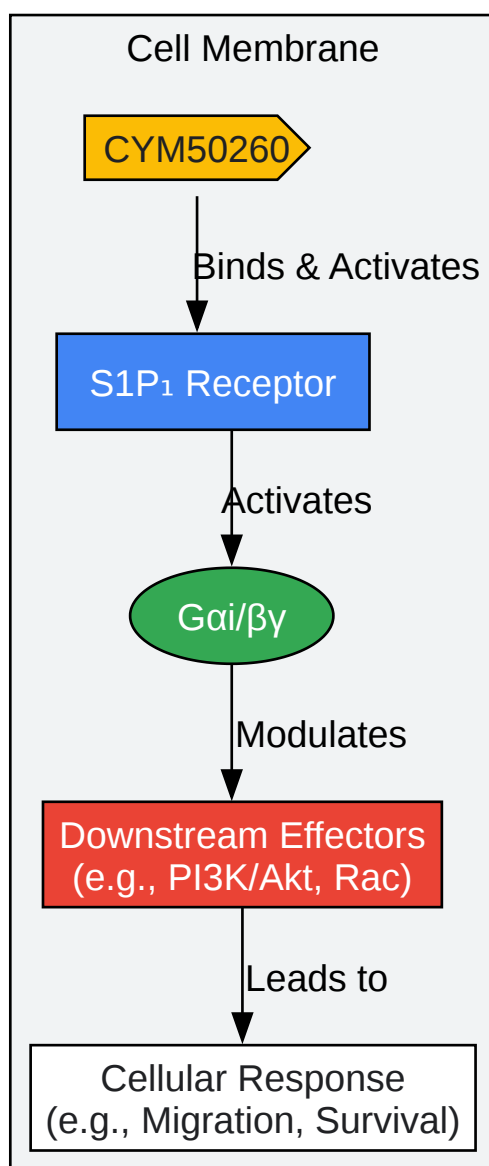 Cell Membrane
CYM50260
Binds & Activates
S1P₁ Receptor
Activates
Gαi/βγ
Modulates
Downstream Effectors
(e.g., PI3K/Akt, Rac)
Leads to
Cellular Response
(e.g., Migration, Survival)